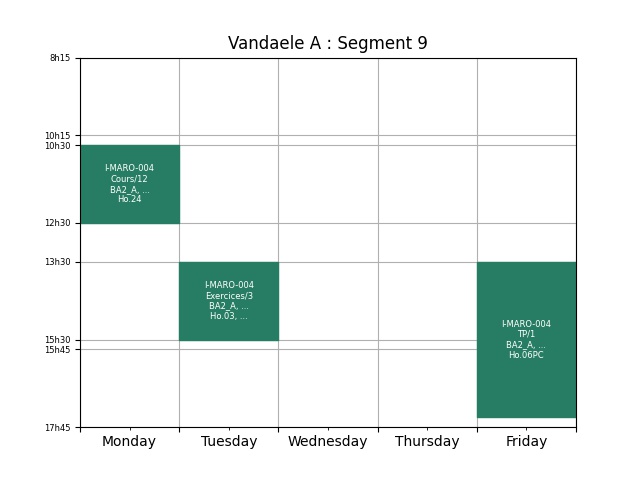 Vandaele A : Segment 9
8h15
10h15
10h30
I-MARO-004
Cours/12
BA2_A, ...
Ho.24
12h30
13h30
I-MARO-004
Exercices/3
BA2_A, ...
Ho.03, ...
I-MARO-004
TP/1
BA2_A, ...
Ho.06PC
15h30
15h45
17h45
Monday
Tuesday
Wednesday
Thursday
Friday